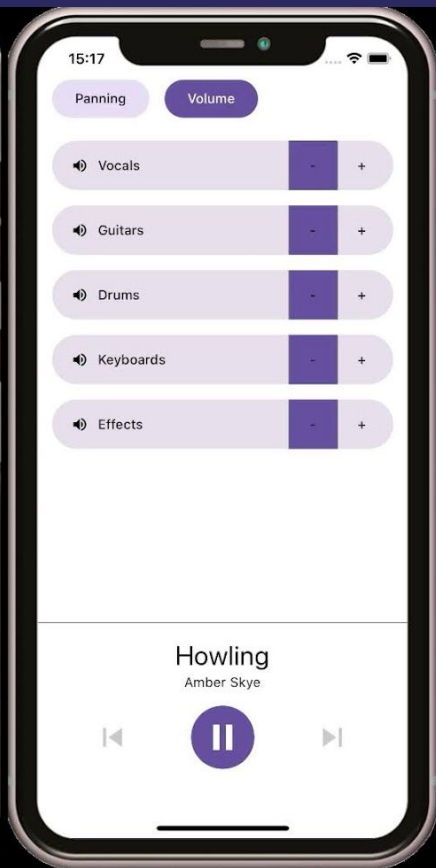 15:17
Panning Volume
Vocals - +
Guitars - +
Drums - +
Keyboards - +
Effects - +
Howling
Amber Skye